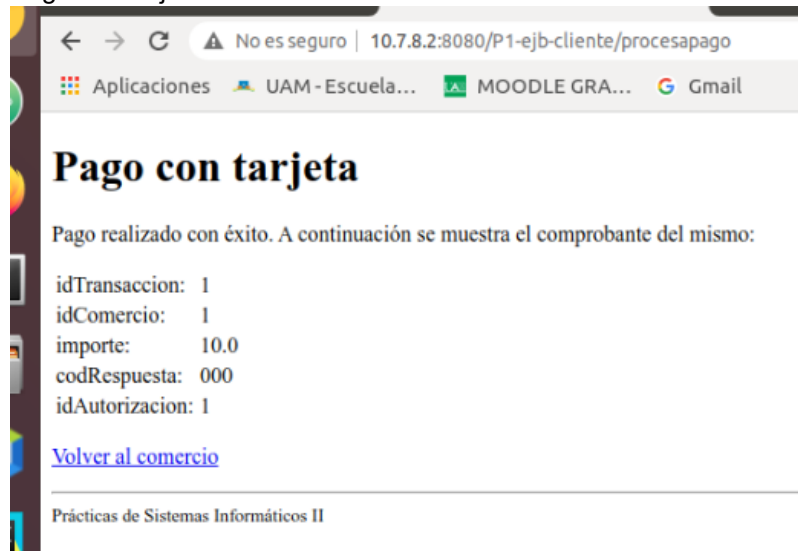 No es seguro | 10.7.8.2:8080/P1-ejb-cliente/procesapago
Aplicaciones UAM - Escuela... MOODLE GRA... G Gmail
Pago con tarjeta
Pago realizado con éxito. A continuación se muestra el comprobante del mismo:
idTransaccion: 1
idComercio: 1
importe: 10.0
codRespuesta: 000
idAutorizacion: 1
Volver al comercio
Prácticas de Sistemas Informáticos II